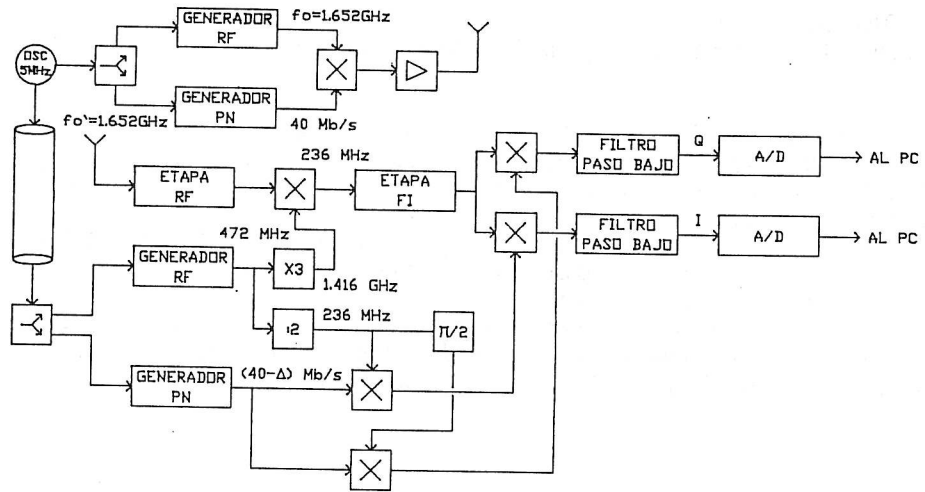 GENERADOR
RF
fo=1.652GHz
OSC
5MHz
GENERADOR
PN
40 Mb/s
fo'=1.652GHz
236 MHz
ETAPA
RF
ETAPA
FI
FILTRO
PASO BAJO
Q
A/D
AL PC
FILTRO
PASO BAJO
I
A/D
AL PC
472 MHz
GENERADOR
RF
X3
1.416 GHz
236 MHz
:2
π/2
GENERADOR
PN
(40-Δ) Mb/s